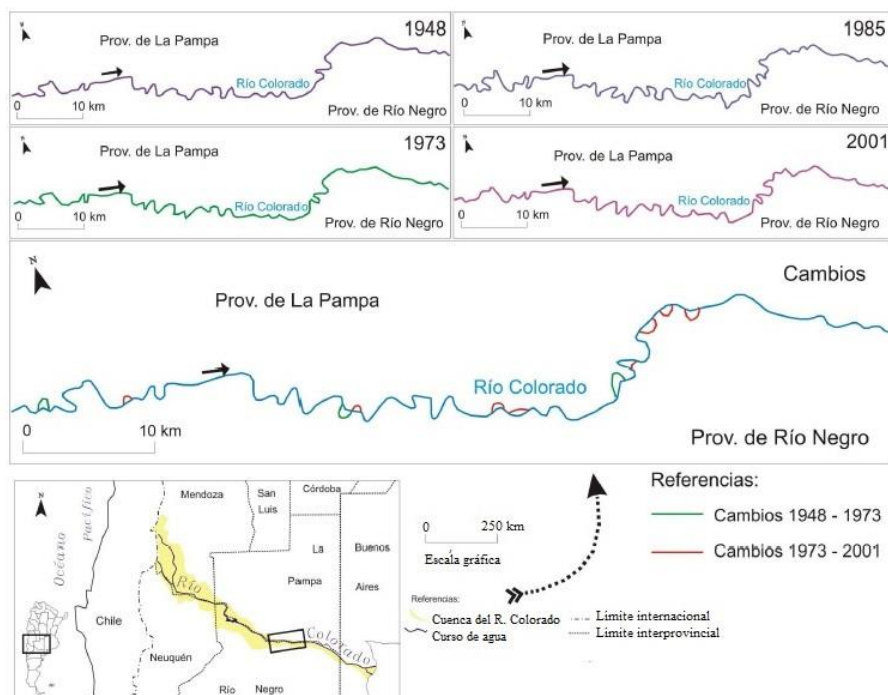 1948
N
Prov. de La Pampa
Río Colorado
0 10 km
Prov. de Río Negro
1985
N
Prov. de La Pampa
Río Colorado
0 10 km
Prov. de Río Negro
1973
N
Prov. de La Pampa
Río Colorado
0 10 km
Prov. de Río Negro
2001
N
Prov. de La Pampa
Río Colorado
0 10 km
Prov. de Río Negro
N
Cambios
Prov. de La Pampa
Río Colorado
0 10 km
Prov. de Río Negro
N
Océano
Pacífico
Chile
Mendoza
San
Luis
Córdoba
La
Pampa
Buenos
Aires
Río
Colorado
Neuquén
Río Negro
0 250 km
Escála gráfica
Referencias:
Cambios 1948 - 1973
Cambios 1973 - 2001
Referencias:
Cuenca del R. Colorado
Curso de agua
Limite internacional
Limite interprovincial